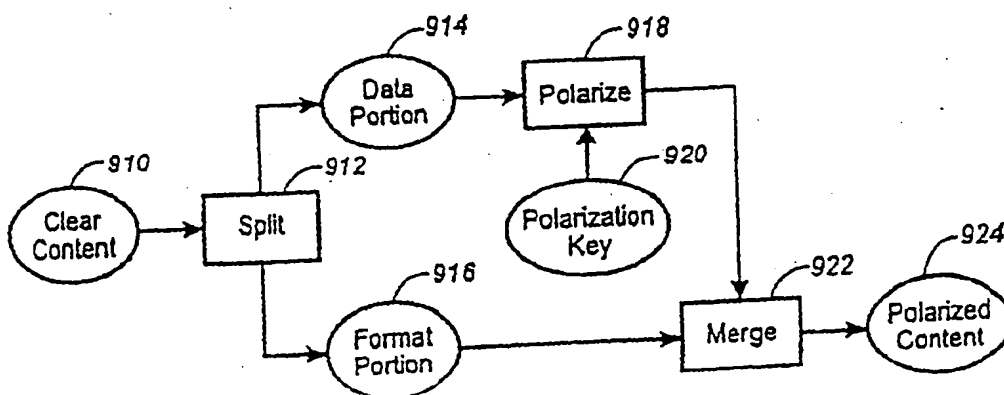 914
Data
Portion
918
Polarize
910
Clear
Content
912
Split
920
Polarization
Key
916
Format
Portion
922
Merge
924
Polarized
Content